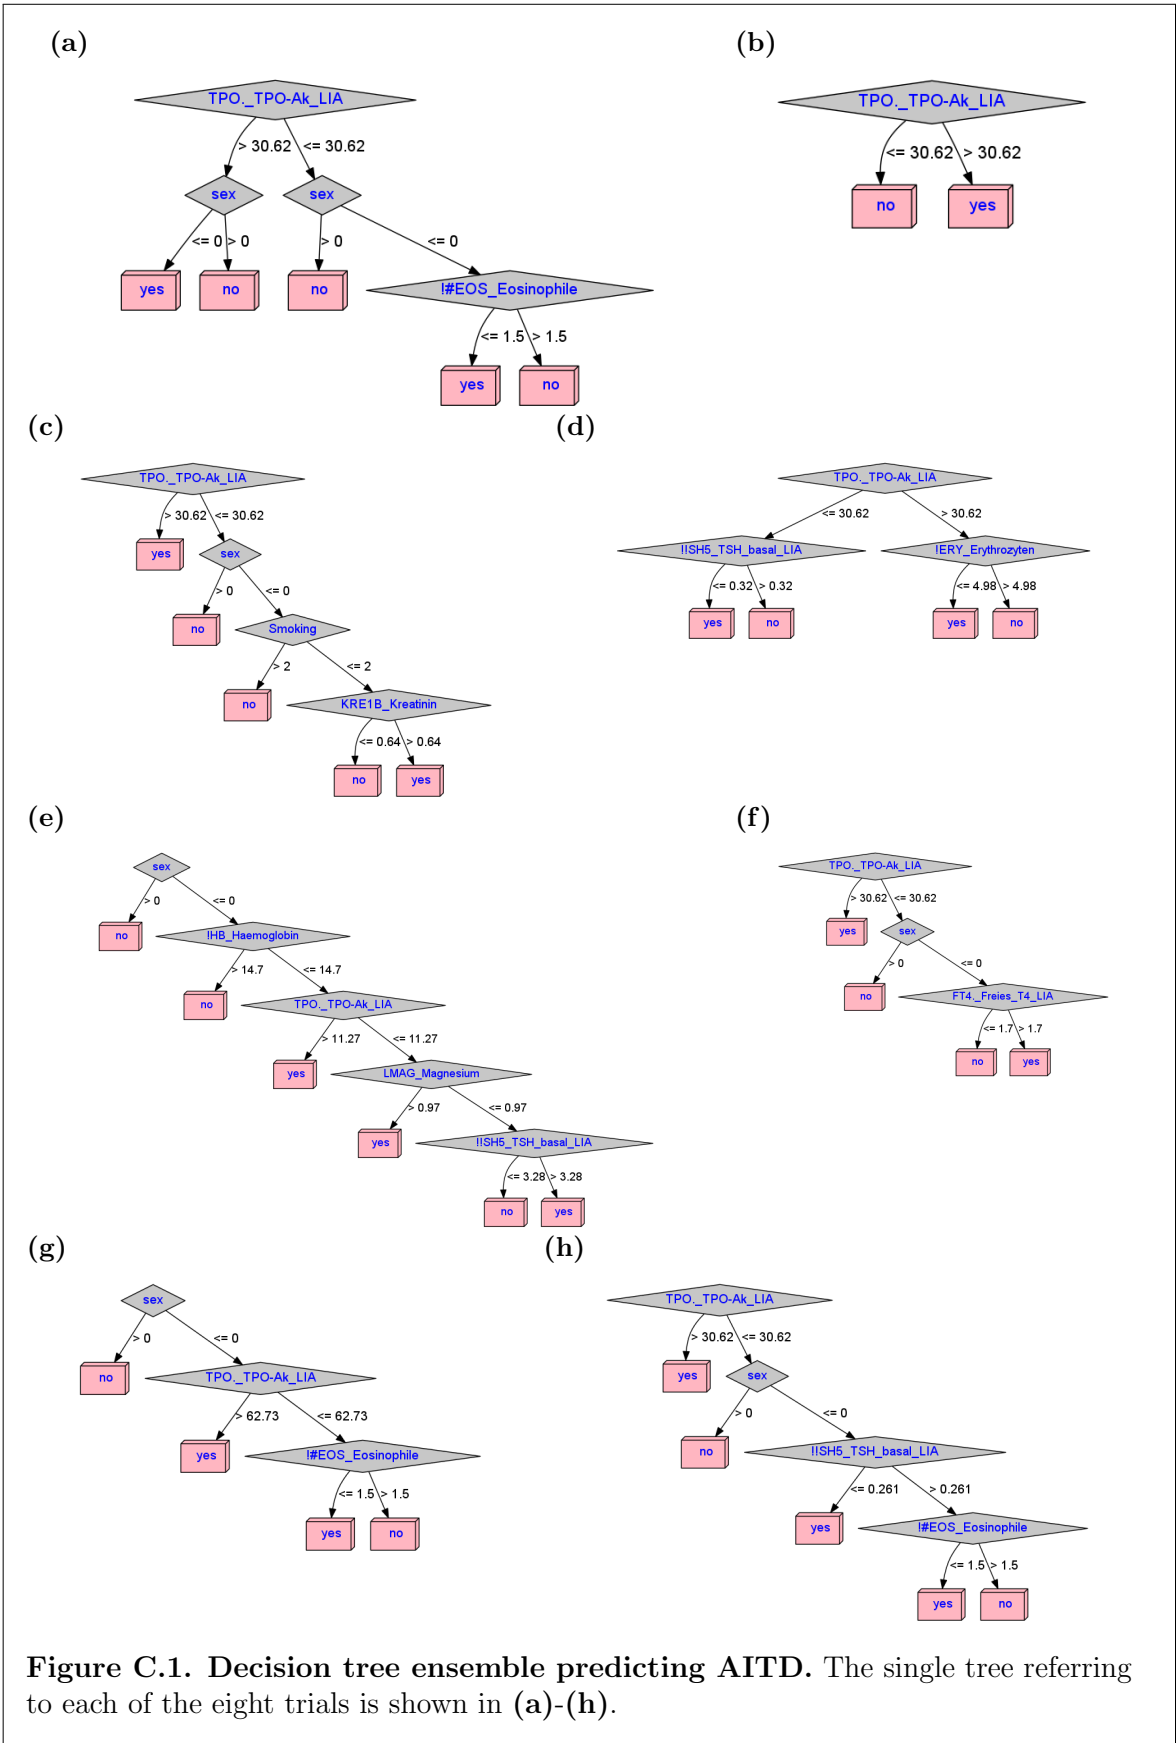 (a)
TPO._TPO-Ak_LIA
> 30.62 <= 30.62
sex sex
<= 0 > 0 > 0 <= 0
yes no no !#EOS_Eosinophile
<= 1.5 > 1.5
yes no
(b)
TPO._TPO-Ak_LIA
<= 30.62 > 30.62
no yes
(c)
TPO._TPO-Ak_LIA
> 30.62 <= 30.62
yes sex
> 0 <= 0
no Smoking
> 2 <= 2
no KRE1B_Kreatinin
<= 0.64 > 0.64
no yes
(d)
TPO._TPO-Ak_LIA
<= 30.62 > 30.62
!!SH5_TSH_basal_LIA !ERY_Erythrozyten
<= 0.32 > 0.32 <= 4.98 > 4.98
yes no yes no
(e)
sex
> 0 <= 0
no !HB_Haemoglobin
> 14.7 <= 14.7
no TPO._TPO-Ak_LIA
> 11.27 <= 11.27
yes LMAG_Magnesium
> 0.97 <= 0.97
yes !!SH5_TSH_basal_LIA
<= 3.28 > 3.28
no yes
(f)
TPO._TPO-Ak_LIA
> 30.62 <= 30.62
yes sex
> 0 <= 0
no FT4._Freies_T4_LIA
<= 1.7 > 1.7
no yes
(g)
sex
> 0 <= 0
no TPO._TPO-Ak_LIA
> 62.73 <= 62.73
yes !#EOS_Eosinophile
<= 1.5 > 1.5
yes no
(h)
TPO._TPO-Ak_LIA
> 30.62 <= 30.62
yes sex
> 0 <= 0
no !!SH5_TSH_basal_LIA
<= 0.261 > 0.261
yes !#EOS_Eosinophile
<= 1.5 > 1.5
yes no
Figure C.1. Decision tree ensemble predicting AITD. The single tree referring
to each of the eight trials is shown in (a)-(h).